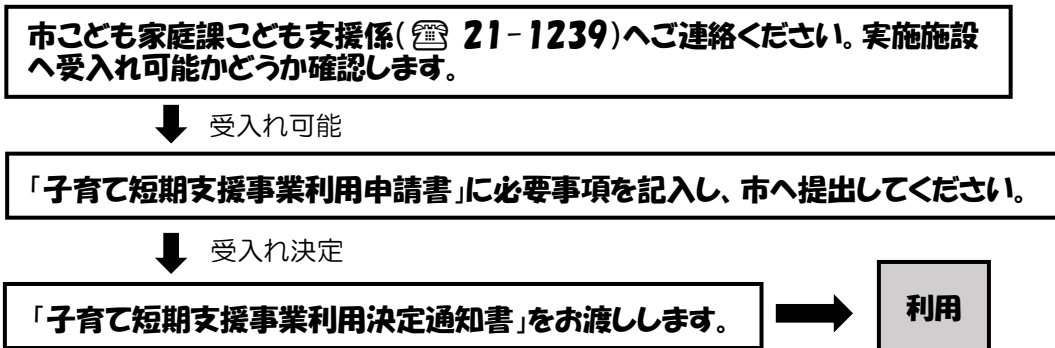 市こども家庭課こども支援係(☎ 21-1239)へご連絡ください。実施施設
へ受入れ可能かどうか確認します。
受入れ可能
「子育て短期支援事業利用申請書」に必要事項を記入し、市へ提出してください。
受入れ決定
「子育て短期支援事業利用決定通知書」をお渡しします。
利用